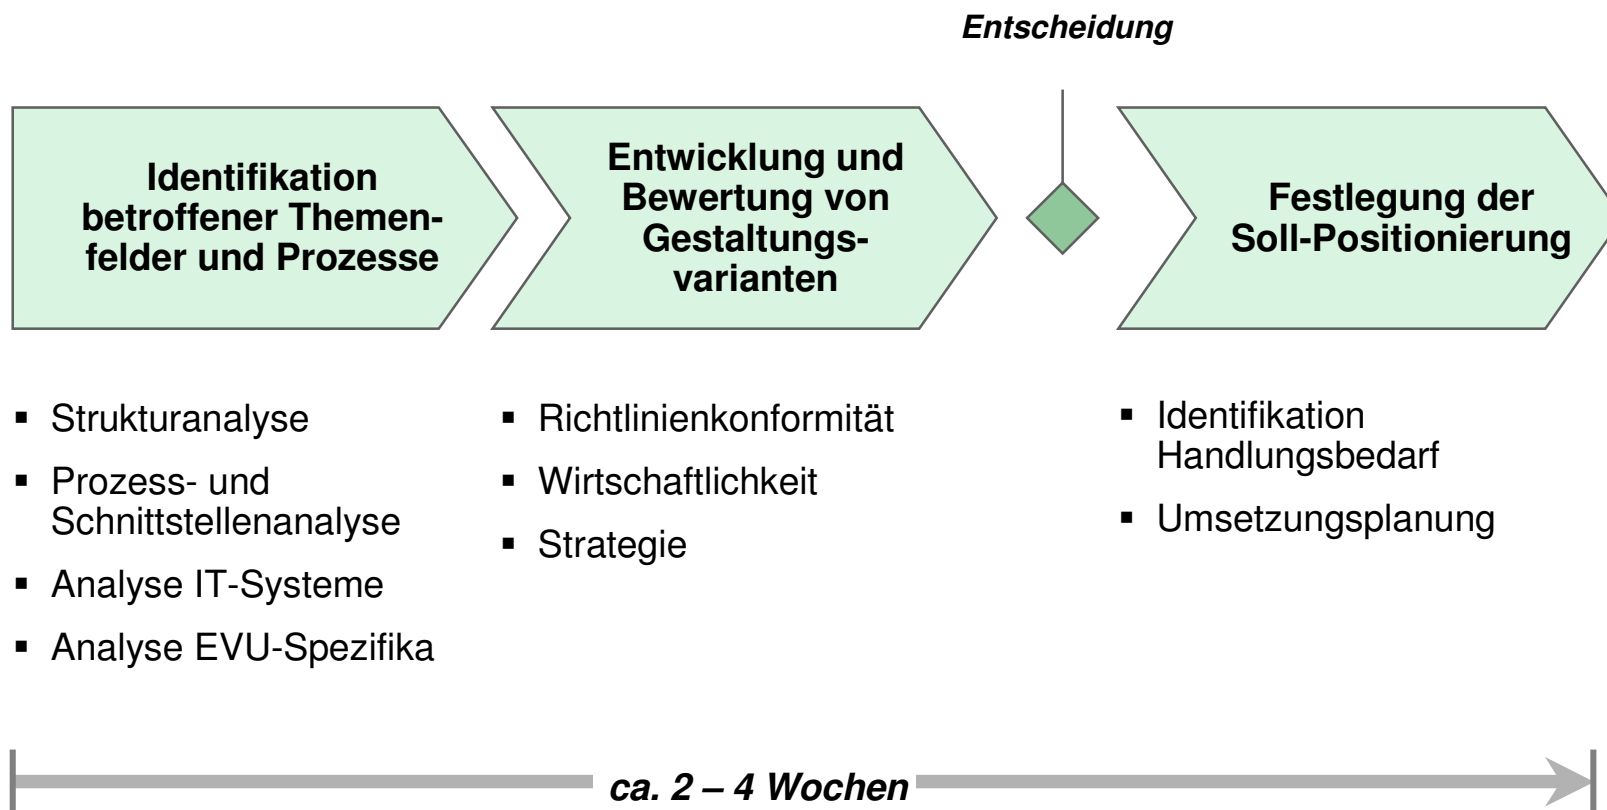 Entscheidung
Identifikation
betroffener Themen-
felder und Prozesse
Entwicklung und
Bewertung von
Gestaltungs-
varianten
Festlegung der
Soll-Positionierung
▪ Strukturanalyse
▪ Prozess- und
Schnittstellenanalyse
▪ Analyse IT-Systeme
▪ Analyse EVU-Spezifika
▪ Richtlinienkonformität
▪ Wirtschaftlichkeit
▪ Strategie
▪ Identifikation
Handlungsbedarf
▪ Umsetzungsplanung
ca. 2 – 4 Wochen